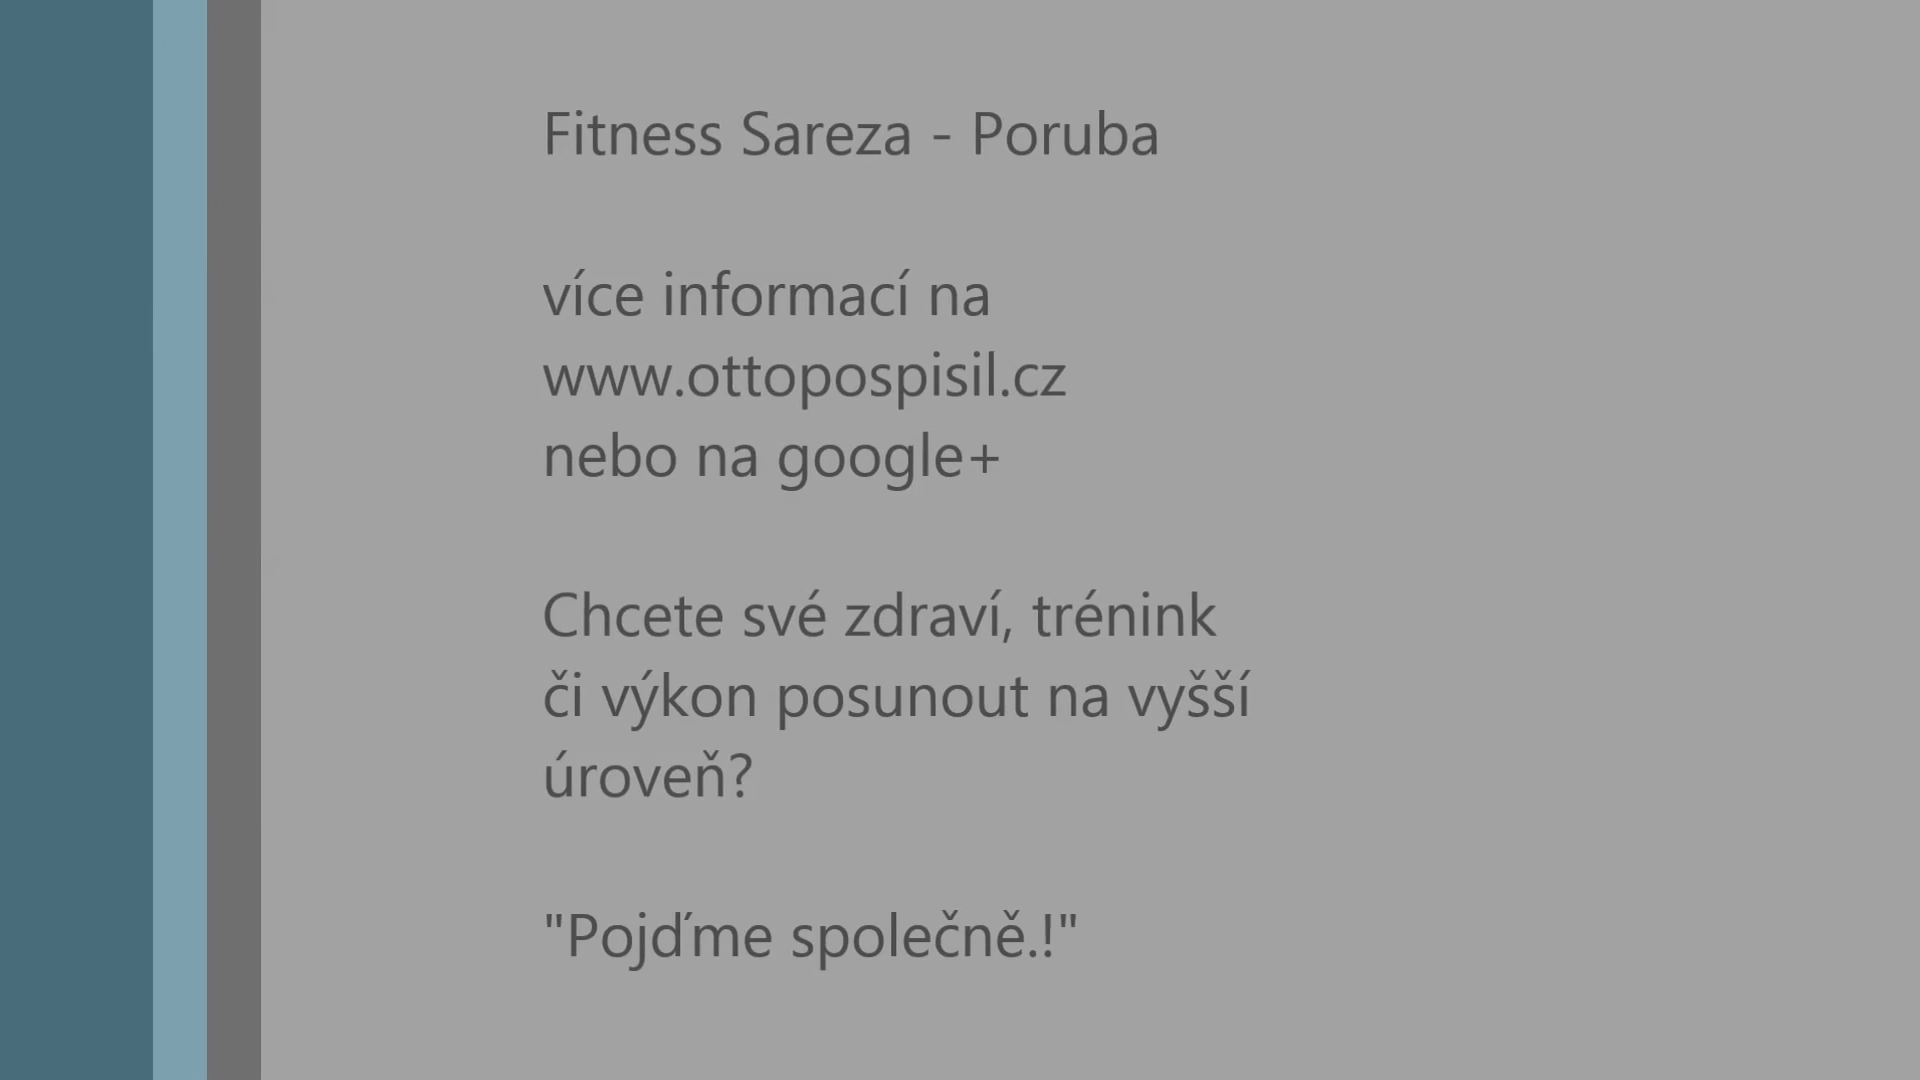 Fitness Sareza - Poruba
více informací na
www.ottopospisil.cz
nebo na google+
Chcete své zdraví, trénink
či výkon posunout na vyšší
úroveň?
"Pojďme společně.!"